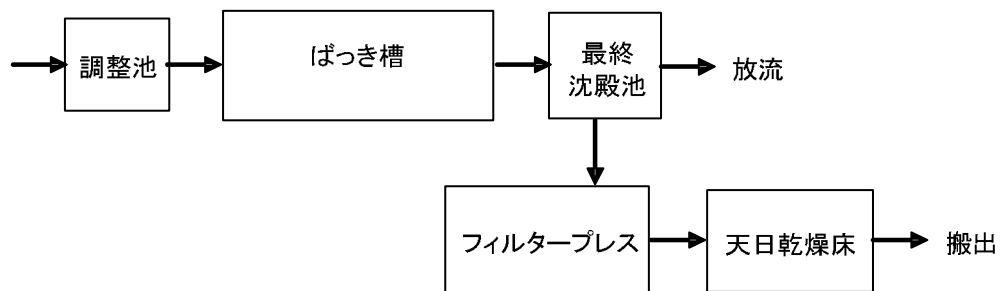 調整池
ばっき槽
最終
沈殿池
放流
フィルタープレス
天日乾燥床
搬出